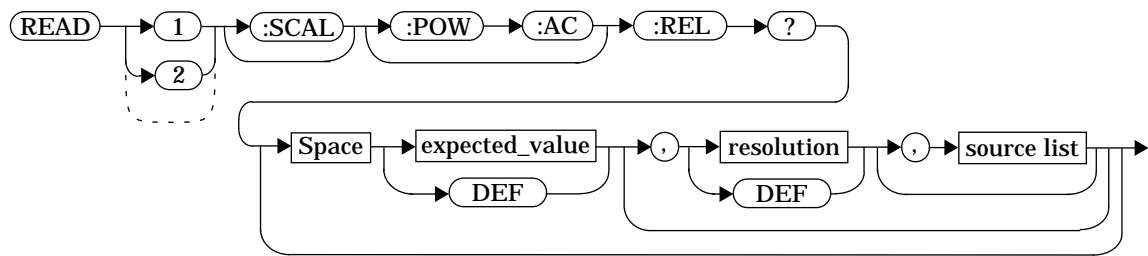 READ 1 :SCAL :POW :AC :REL ?
2
Space expected_value , resolution , source list
DEF DEF